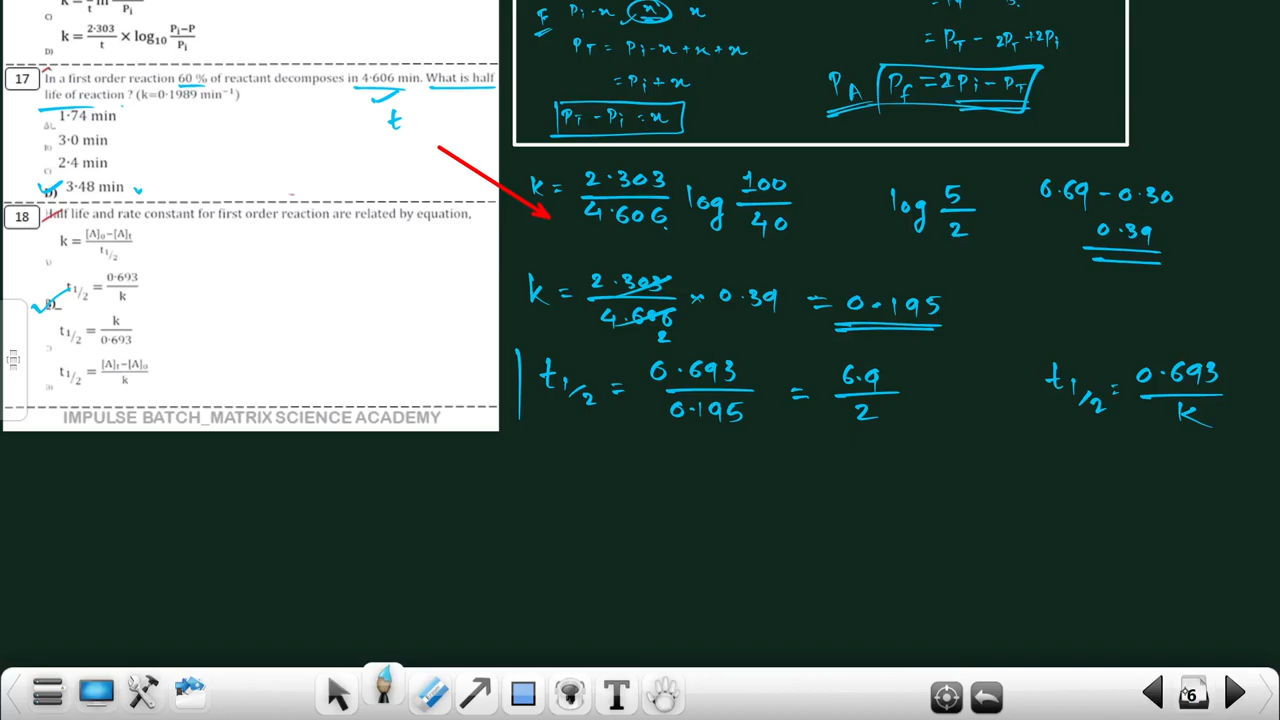 C)
Pᵢ
k = 2·303/t × log₁₀ Pᵢ−P/Pᵢ
D)
17 In a first order reaction 60 % of reactant decomposes in 4·606 min. What is half
life of reaction ? (k=0·1989 min⁻¹)
1·74 min
3·0 min
2·4 min
D) 3·48 min
t
18 Half life and rate constant for first order reaction are related by equation,
k = [A]₀−[A]ₜ/t₁/₂
B) t₁/₂ = 0·693/k
t₁/₂ = k/0·693
t₁/₂ = [A]ₜ−[A]₀/k
IMPULSE BATCH_MATRIX SCIENCE ACADEMY
Pi-x x x
PT = Pi-x+x+x
= Pi+x
PT - Pi = x
= PT - 2PT+2Pi
PA Pf = 2Pi - PT
k = 2.303/4.606 log 100/40
log 5/2
0.69 - 0.30
0.39
k = 2.303/4.606 × 0.39 = 0.195
2
t1/2 = 0.693/0.195 = 6.9/2
t1/2 = 0.693/k
6